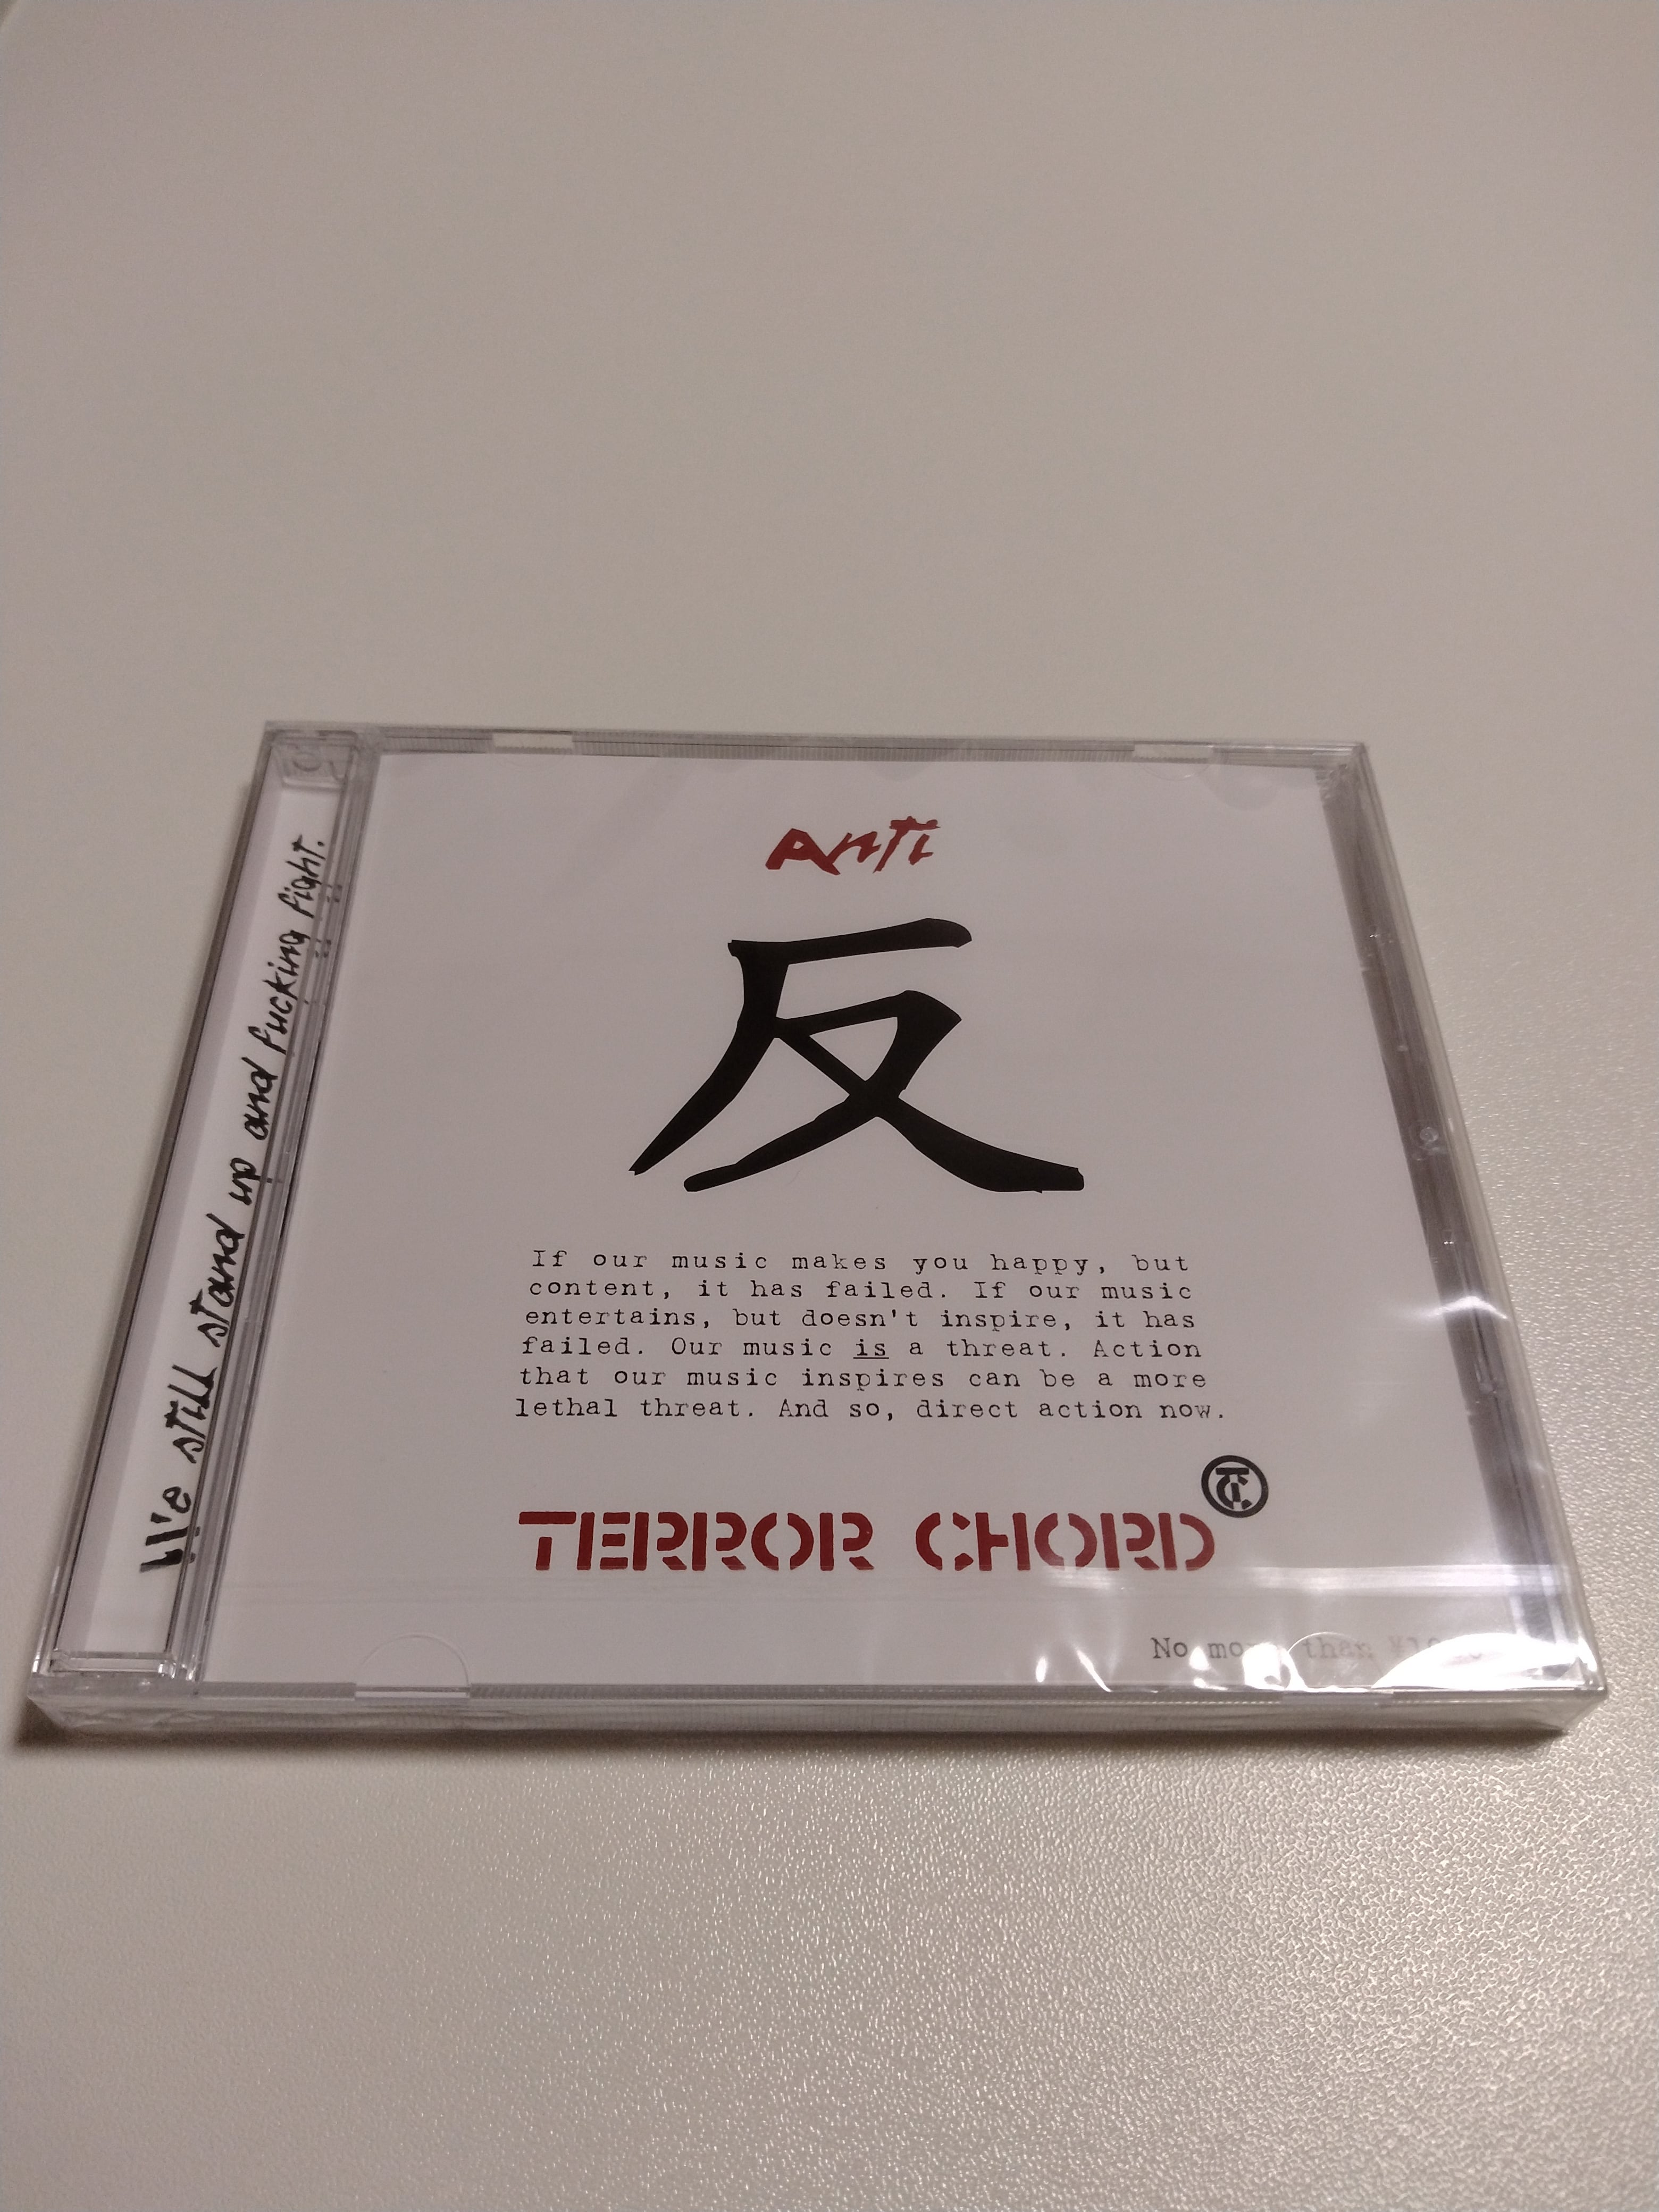 We still stand up and fucking fight.
Anti
反
If our music makes you happy, but
content, it has failed. If our music
entertains, but doesn't inspire, it has
failed. Our music is a threat. Action
that our music inspires can be a more
lethal threat. And so, direct action now.
TC
TERROR CHORD
No more than